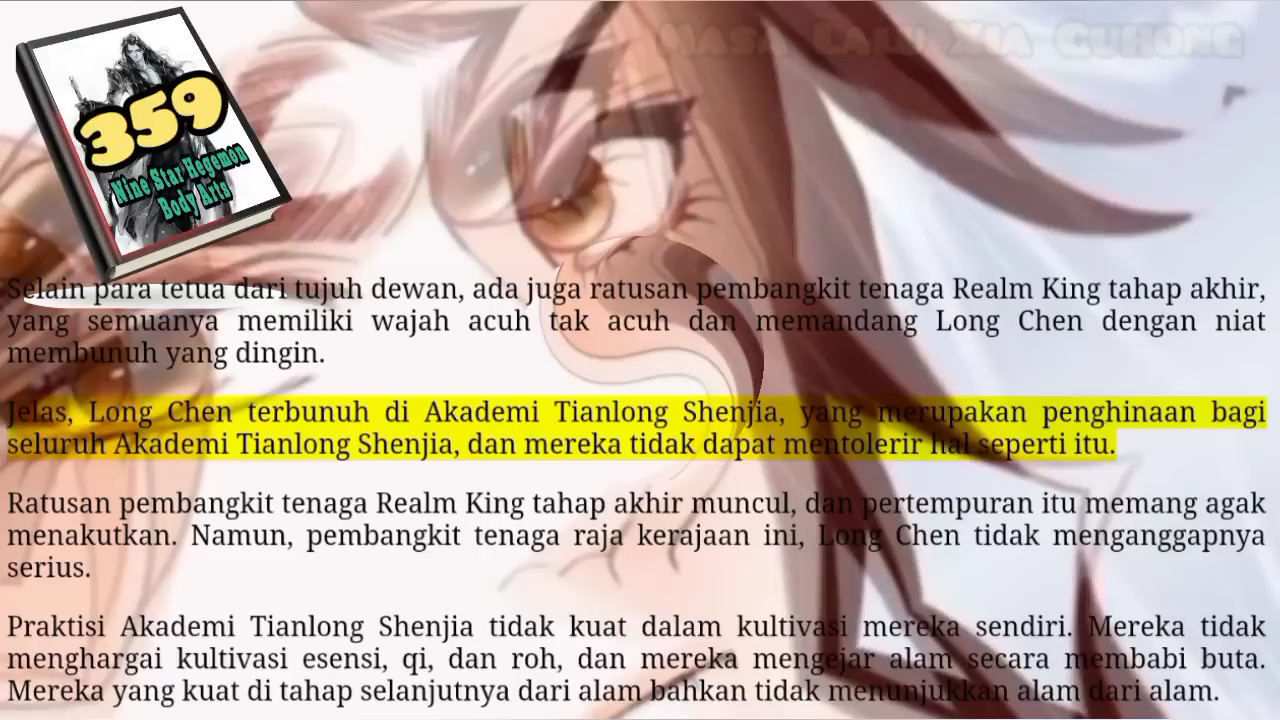 Masa Lalu Xia Guhong
359
Nine Star Hegemon
Body Arts
Selain para tetua dari tujuh dewan, ada juga ratusan pembangkit tenaga Realm King tahap akhir,
yang semuanya memiliki wajah acuh tak acuh dan memandang Long Chen dengan niat
membunuh yang dingin.
Jelas, Long Chen terbunuh di Akademi Tianlong Shenjia, yang merupakan penghinaan bagi
seluruh Akademi Tianlong Shenjia, dan mereka tidak dapat mentolerir hal seperti itu.
Ratusan pembangkit tenaga Realm King tahap akhir muncul, dan pertempuran itu memang agak
menakutkan. Namun, pembangkit tenaga raja kerajaan ini, Long Chen tidak menganggapnya
serius.
Praktisi Akademi Tianlong Shenjia tidak kuat dalam kultivasi mereka sendiri. Mereka tidak
menghargai kultivasi esensi, qi, dan roh, dan mereka mengejar alam secara membabi buta.
Mereka yang kuat di tahap selanjutnya dari alam bahkan tidak menunjukkan alam dari alam.